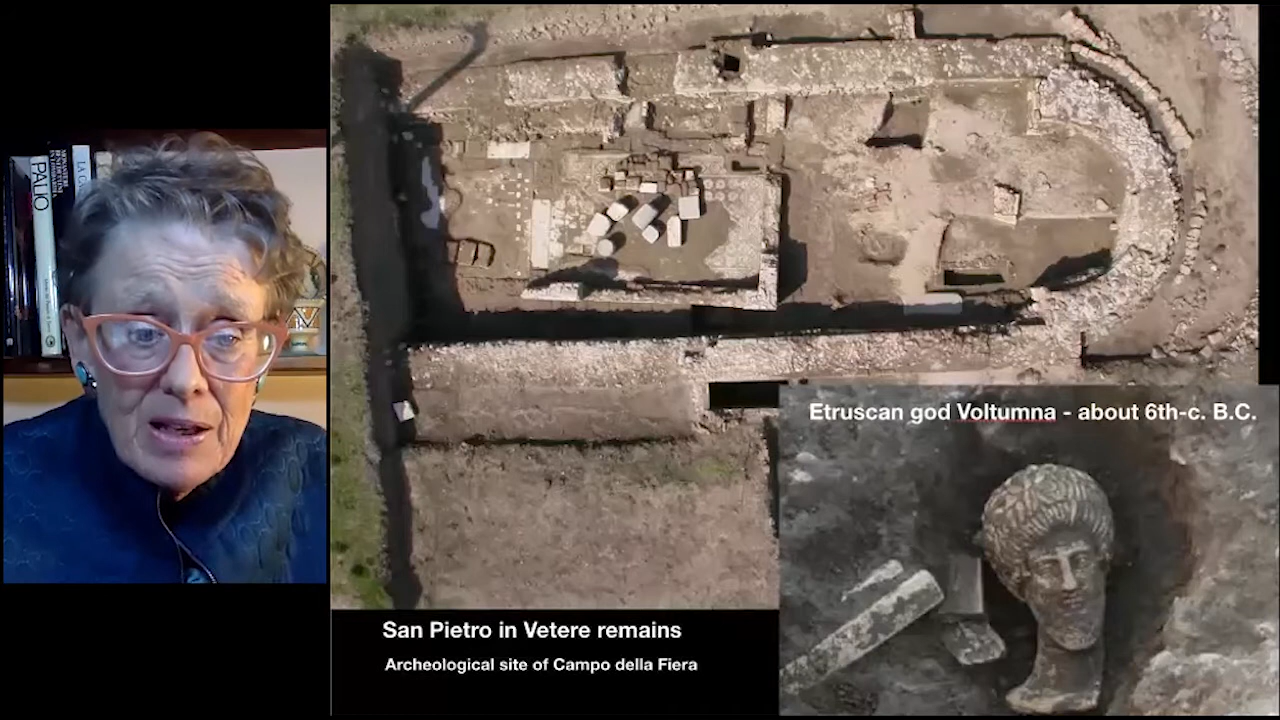 PALIO
Etruscan god Voltumna - about 6th-c. B.C.
San Pietro in Vetere remains
Archeological site of Campo della Fiera